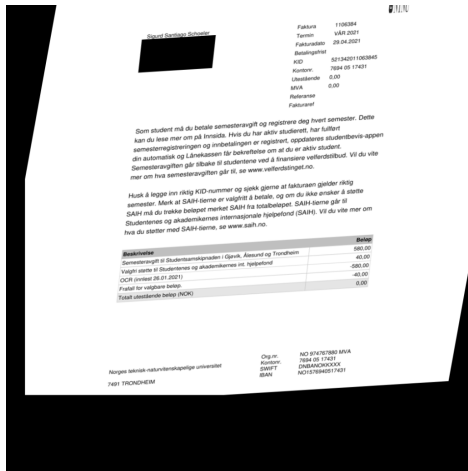 Sigurd Santiago Schøeler
Faktura 1106384
Termin VÅR 2021
Fakturadato 29.04.2021
Betalingsfrist
KID 521342011063845
Kontonr. 7694 05 17431
Utestående 0,00
MVA 0,00
Referanse
Fakturaref
Som student må du betale semesteravgift og registrere deg hvert semester. Dette
kan du lese mer om på Innsida. Hvis du har aktiv studierett, har fullført
semesterregistreringen og innbetalingen er registrert, oppdateres studentbevis-appen
din automatisk og Lånekassen får bekreftelse om at du er aktiv student.
Semesteravgiften går tilbake til studentene ved å finansiere velferdstilbud. Vil du vite
mer om hva semesteravgiften går til, se www.velferdstinget.no.
Husk å legge inn riktig KID-nummer og sjekk gjerne at fakturaen gjelder riktig
semester. Merk at SAIH-tierne er valgfritt å betale, og om du ikke ønsker å støtte
SAIH må du trekke beløpet merket SAIH fra totalbeløpet. SAIH-tierne går til
Studentenes og akademikernes internasjonale hjelpefond (SAIH). Vil du vite mer om
hva du støtter med SAIH-tierne, se www.saih.no.
Beskrivelse Beløp
Semesteravgift til Studentsamskipnaden i Gjøvik, Ålesund og Trondheim 580,00
Valgfri støtte til Studentenes og akademikernes int. hjelpefond 40,00
OCR (innlest 26.01.2021) -580,00
Frafall for valgbare beløp. -40,00
Totalt utestående beløp (NOK) 0,00
Norges teknisk-naturvitenskapelige universitet
7491 TRONDHEIM
Org.nr. NO 974767880 MVA
Kontonr. 7694 05 17431
SWIFT DNBANOKKXXX
IBAN NO1576940517431